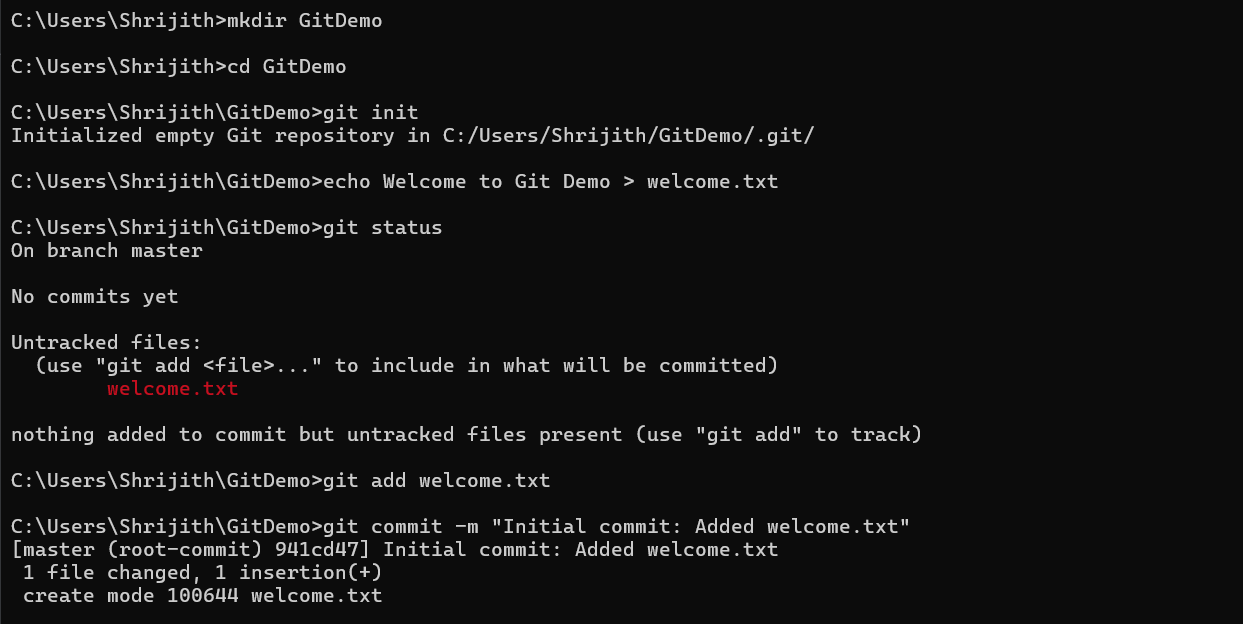 C:\Users\Shrijith>mkdir GitDemo
C:\Users\Shrijith>cd GitDemo
C:\Users\Shrijith\GitDemo>git init
Initialized empty Git repository in C:/Users/Shrijith/GitDemo/.git/
C:\Users\Shrijith\GitDemo>echo Welcome to Git Demo > welcome.txt
C:\Users\Shrijith\GitDemo>git status
On branch master
No commits yet
Untracked files:
  (use "git add <file>..." to include in what will be committed)
        welcome.txt
nothing added to commit but untracked files present (use "git add" to track)
C:\Users\Shrijith\GitDemo>git add welcome.txt
C:\Users\Shrijith\GitDemo>git commit -m "Initial commit: Added welcome.txt"
[master (root-commit) 941cd47] Initial commit: Added welcome.txt
 1 file changed, 1 insertion(+)
 create mode 100644 welcome.txt